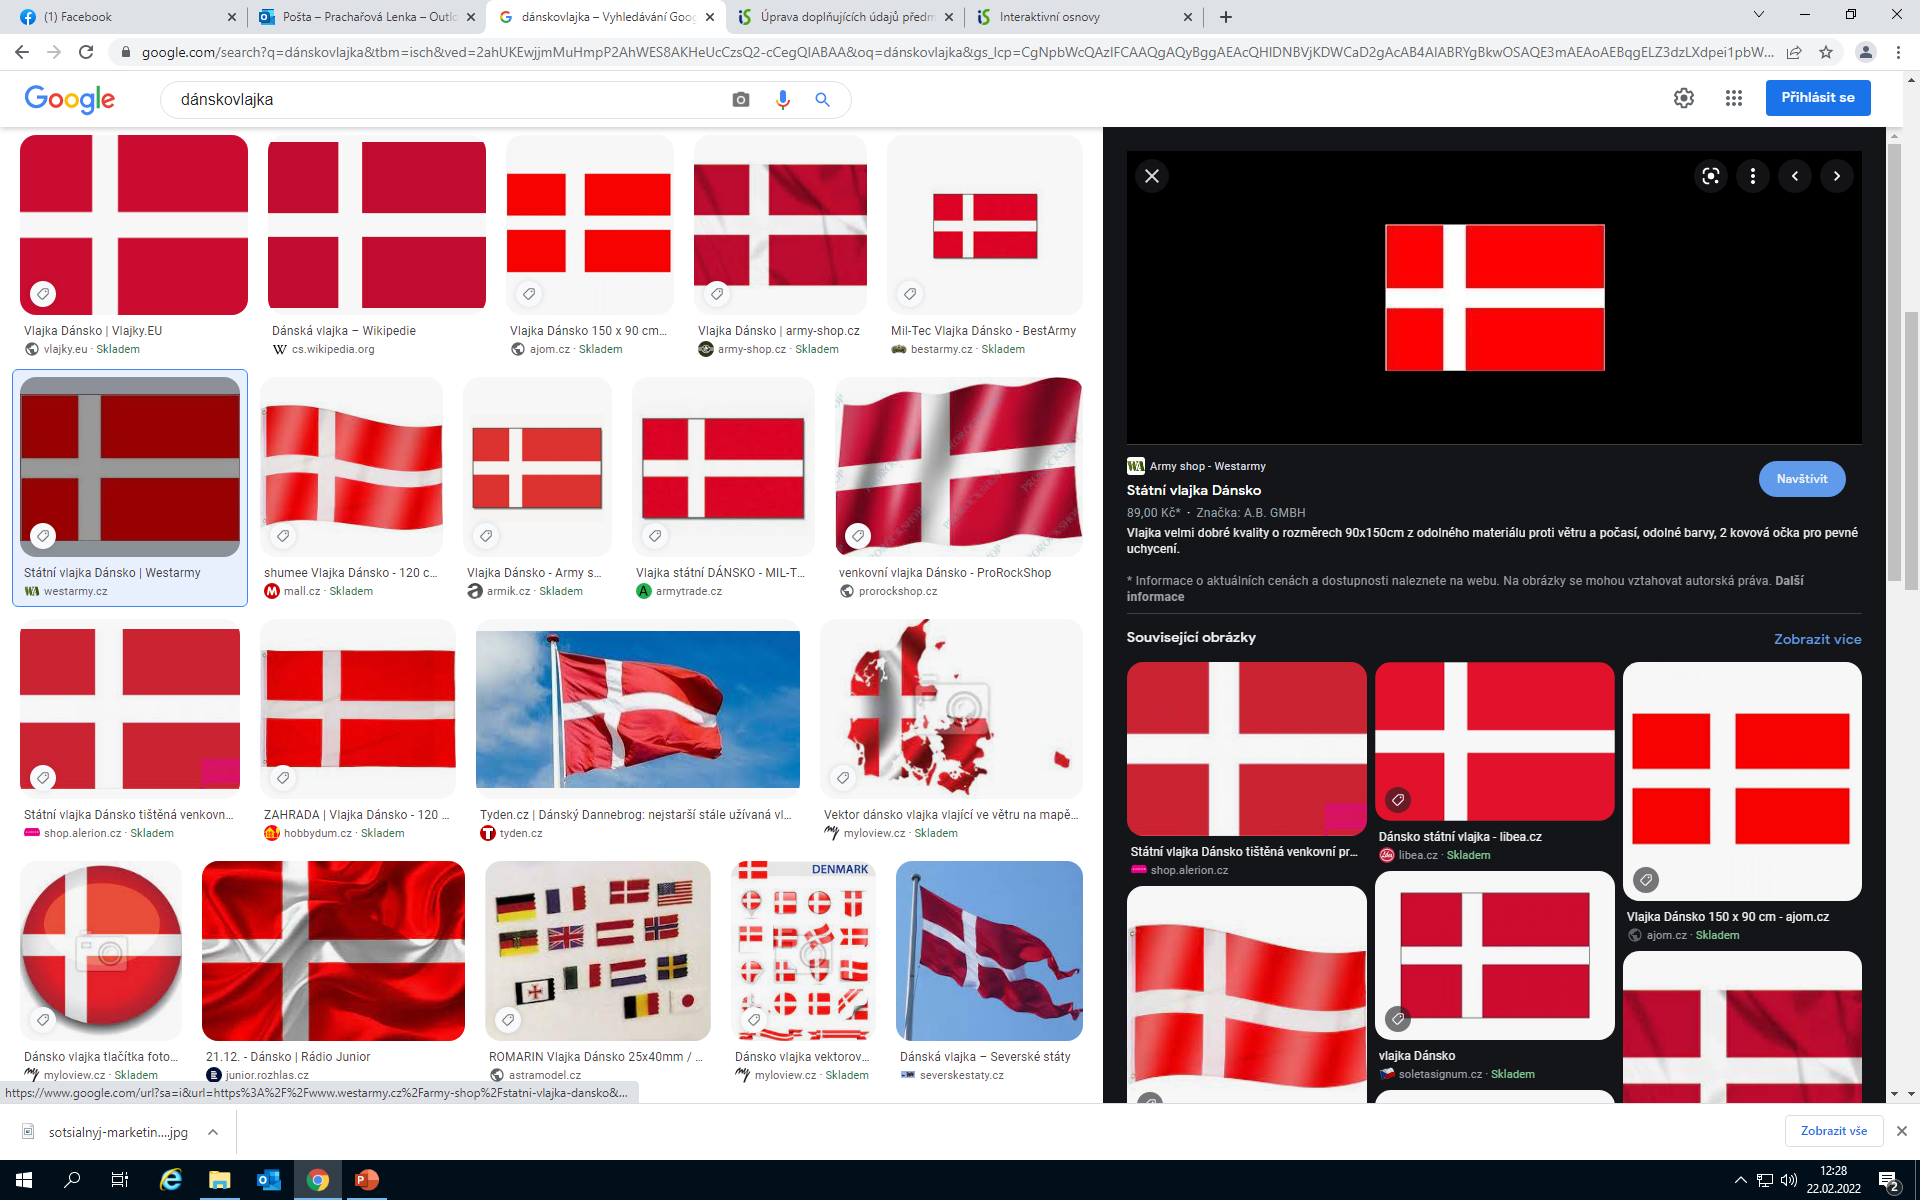 (1) Facebook
Pošta – Prachařová Lenka – Outlo
dánskovlajka – Vyhledávání Goog
Úprava doplňujících údajů předm
Interaktivní osnovy
google.com/search?q=dánskovlajka&tbm=isch&ved=2ahUKEwjjmMuHmpP2AhWES8AKHeUcCzsQ2-cCegQIABAA&oq=dánskovlajka&gs_lcp=CgNpbWcQAzIFCAAQgAQyBggAEAcQHlDNBVjKDWCaD2gAcAB4AIABRYgBkwOSAQE3mAEAoAEBqgELZ3dzLXdpei1pbW...
Google
dánskovlajka
Přihlásit se
Vlajka Dánsko | Vlajky.EU
vlajky.eu · Skladem
Dánská vlajka – Wikipedie
cs.wikipedia.org
Vlajka Dánsko 150 x 90 cm...
ajom.cz · Skladem
Vlajka Dánsko | army-shop.cz
army-shop.cz · Skladem
Mil-Tec Vlajka Dánsko - BestArmy
bestarmy.cz · Skladem
Státní vlajka Dánsko | Westarmy
westarmy.cz
shumee Vlajka Dánsko - 120 c...
mall.cz · Skladem
Vlajka Dánsko - Army s...
armik.cz · Skladem
Vlajka státní DÁNSKO - MIL-T...
armytrade.cz
venkovní vlajka Dánsko - ProRockShop
prorockshop.cz
Státní vlajka Dánsko tištěná venkovn...
shop.alerion.cz · Skladem
ZAHRADA | Vlajka Dánsko - 120 ...
hobbydum.cz · Skladem
Tyden.cz | Dánský Dannebrog: nejstarší stále užívaná vl...
tyden.cz
Vektor dánsko vlajka vlající ve větru na mapě...
myloview.cz · Skladem
DENMARK
Dánsko vlajka tlačítka foto...
myloview.cz · Skladem
21.12. - Dánsko | Rádio Junior
junior.rozhlas.cz
ROMARIN Vlajka Dánsko 25x40mm / ...
astramodel.cz
Dánsko vlajka vektorov...
myloview.cz · Skladem
Dánská vlajka – Severské státy
severskestaty.cz
https://www.google.com/url?sa=i&url=https%3A%2F%2Fwww.westarmy.cz%2Farmy-shop%2Fstatni-vlajka-dansko&...
Army shop - Westarmy
Státní vlajka Dánsko
Navštívit
89,00 Kč* · Značka: A.B. GMBH
Vlajka velmi dobré kvality o rozměrech 90x150cm z odolného materiálu proti větru a počasí, odolné barvy, 2 kovová očka pro pevné
uchycení.
* Informace o aktuálních cenách a dostupnosti naleznete na webu. Na obrázky se mohou vztahovat autorská práva. Další
informace
Související obrázky
Zobrazit více
Státní vlajka Dánsko tištěná venkovní pr...
shop.alerion.cz
Dánsko státní vlajka - libea.cz
libea.cz · Skladem
Vlajka Dánsko 150 x 90 cm - ajom.cz
ajom.cz · Skladem
vlajka Dánsko
soletasignum.cz · Skladem
sotsialnyj-marketin....jpg
Zobrazit vše
12:28
22.02.2022
2